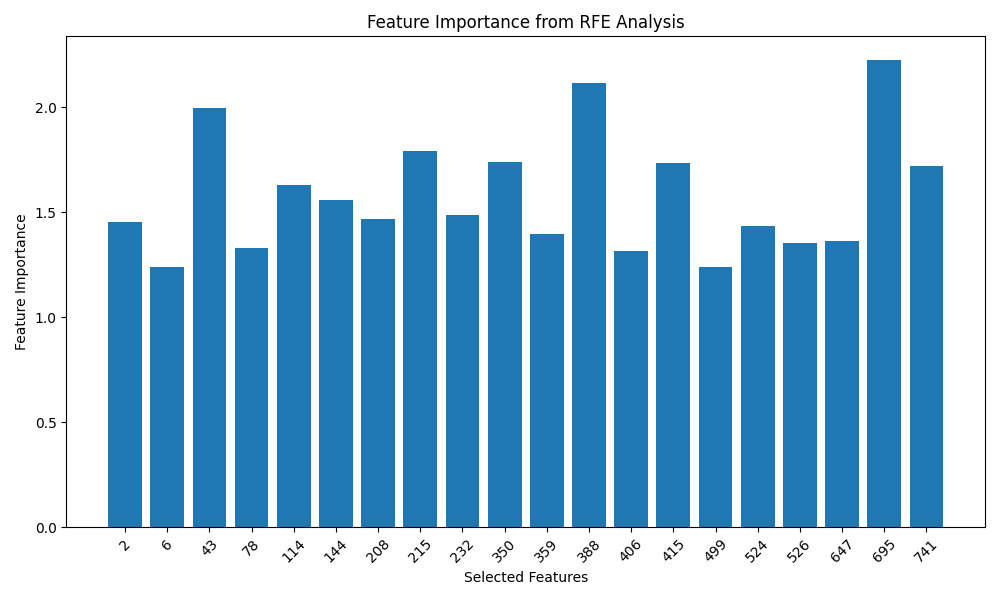 Feature Importance from RFE Analysis
Feature Importance
2.0
1.5
1.0
0.5
0.0
2 6 43 78 114 144 208 215 232 350 359 388 406 415 499 524 526 647 695 741
Selected Features